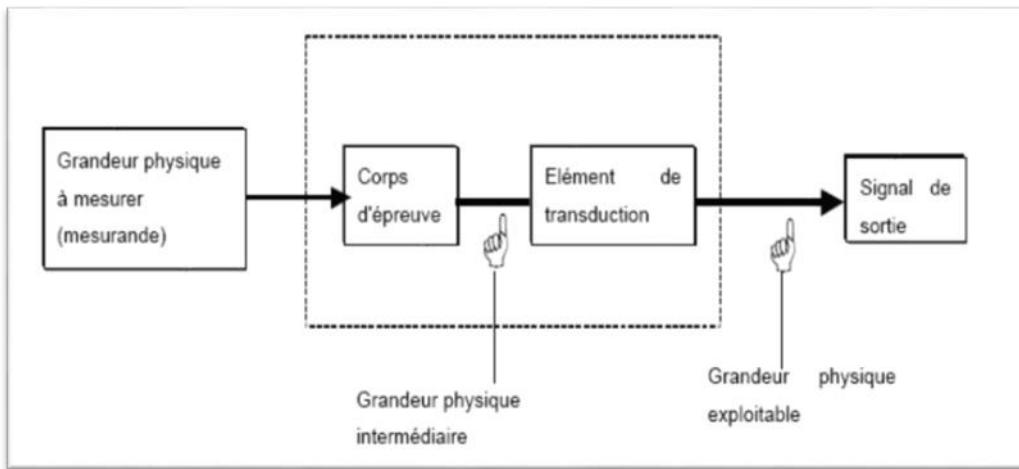 Grandeur physique
à mesurer
(mesurande)
Corps
d'épreuve
Elément de
transduction
Signal de
sortie
Grandeur physique
intermédiaire
Grandeur physique
exploitable